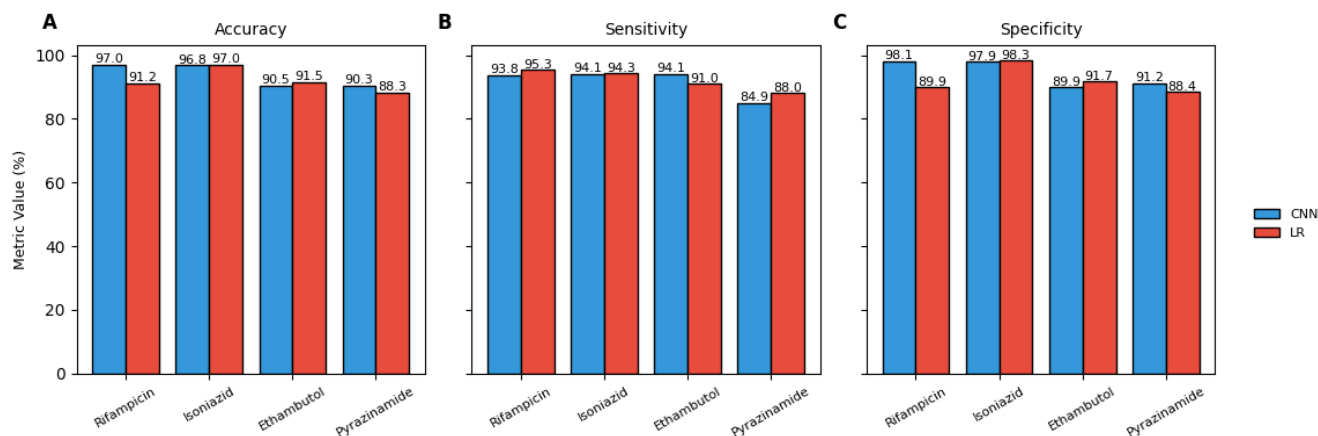 A Accuracy
B Sensitivity
C Specificity
Metric Value (%)
100
80
60
40
20
0
97.0 91.2 96.8 97.0 90.5 91.5 90.3 88.3
Rifampicin Isoniazid Ethambutol Pyrazinamide
93.8 95.3 94.1 94.3 94.1 91.0 84.9 88.0
Rifampicin Isoniazid Ethambutol Pyrazinamide
98.1 89.9 97.9 98.3 89.9 91.7 91.2 88.4
Rifampicin Isoniazid Ethambutol Pyrazinamide
CNN
LR